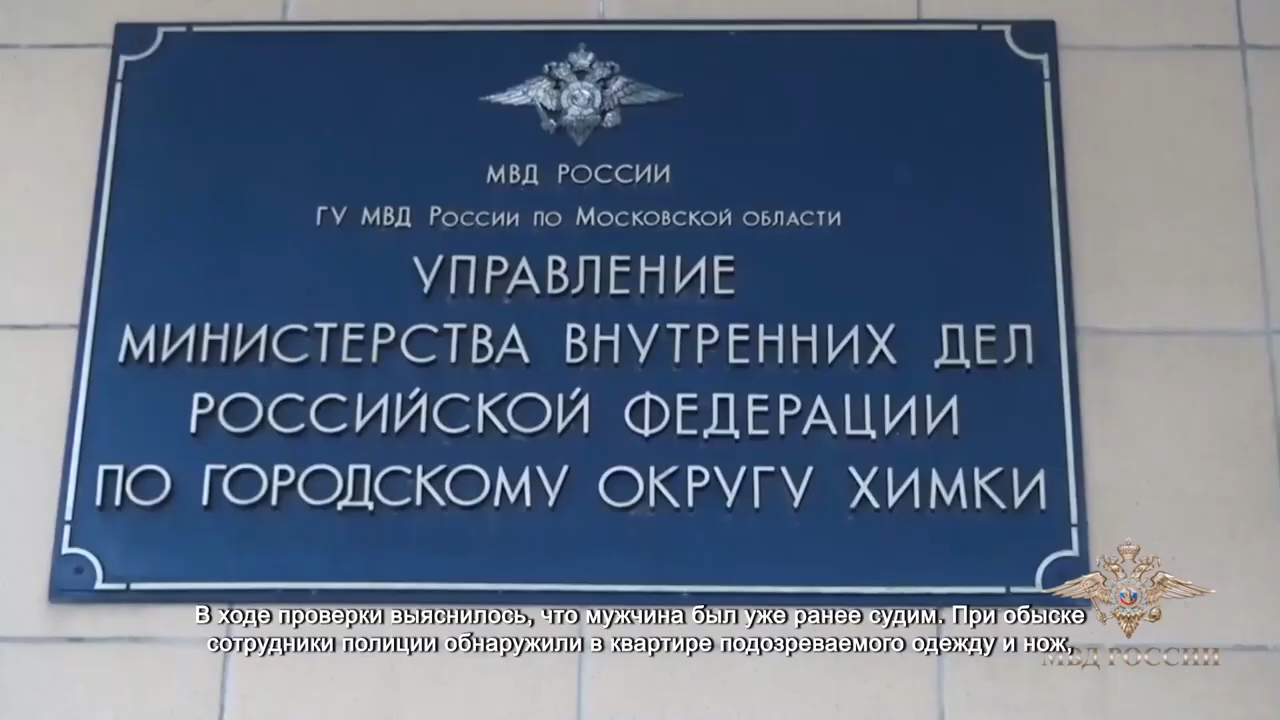 МВД РОССИИ
ГУ МВД РОССИИ ПО МОСКОВСКОЙ ОБЛАСТИ
УПРАВЛЕНИЕ
МИНИСТЕРСТВА ВНУТРЕННИХ ДЕЛ
РОССИЙСКОЙ ФЕДЕРАЦИИ
ПО ГОРОДСКОМУ ОКРУГУ ХИМКИ
В ходе проверки выяснилось, что мужчина был уже ранее судим. При обыске
сотрудники полиции обнаружили в квартире подозреваемого одежду и нож,
МВД РОССИИ